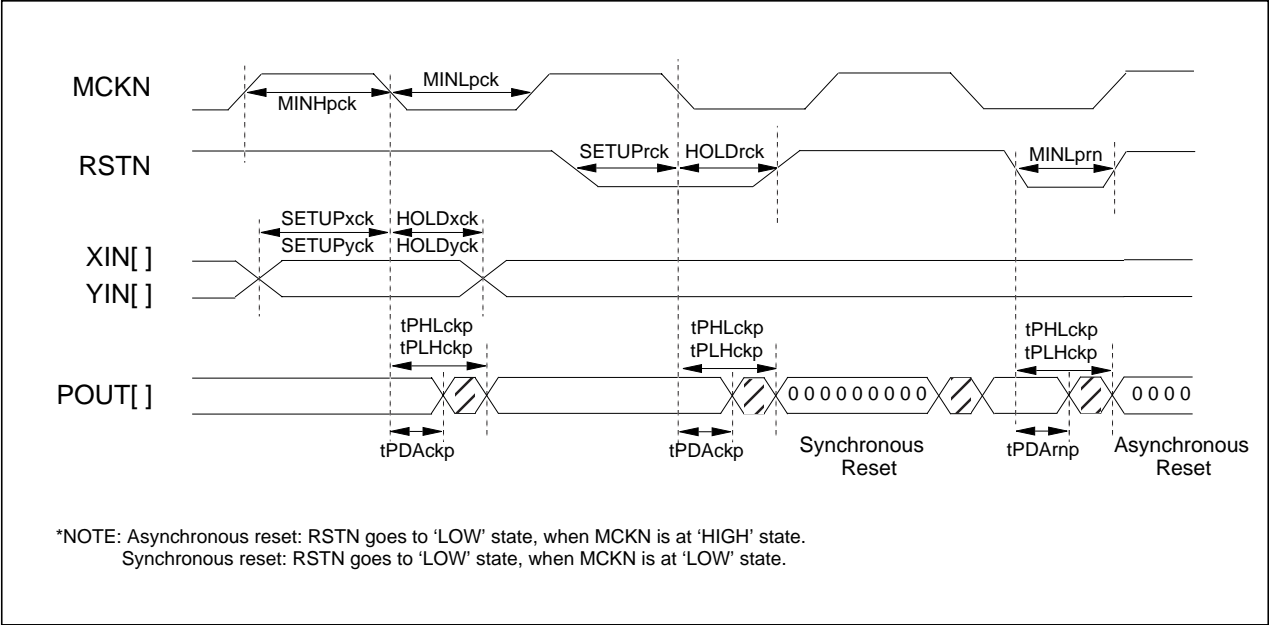 MCKN
MINHpck
MINLpck
RSTN
SETUPrck
HOLDrck
MINLprn
SETUPxck
HOLDxck
SETUPyck
HOLDyck
XIN[ ]
YIN[ ]
tPHLckp
tPLHckp
tPHLckp
tPLHckp
tPHLckp
tPLHckp
POUT[ ]
0 0 0 0 0 0 0 0 0
0 0 0 0
tPDAckp
tPDAckp
Synchronous
Reset
tPDArnp
Asynchronous
Reset
*NOTE: Asynchronous reset: RSTN goes to ‘LOW’ state, when MCKN is at ‘HIGH’ state.
Synchronous reset: RSTN goes to ‘LOW’ state, when MCKN is at ‘LOW’ state.